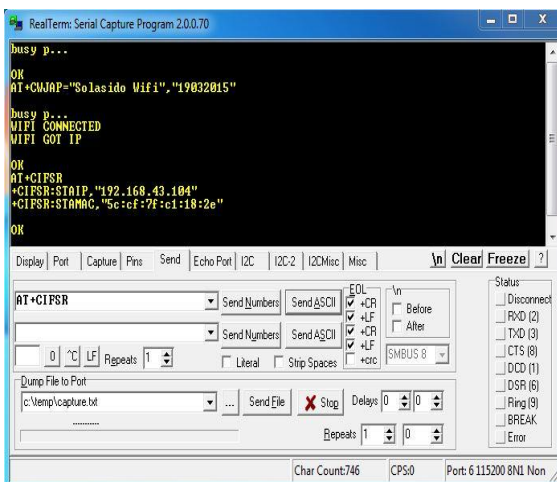 RealTerm: Serial Capture Program 2.0.0.70
busy p...
OK
AT+CWJAP="Solasido Wifi","19032015"
busy p...
WIFI CONNECTED
WIFI GOT IP
OK
AT+CIFSR
+CIFSR:STAIP,"192.168.43.104"
+CIFSR:STAMAC,"5c:cf:7f:c1:18:2e"
OK
Display Port Capture Pins Send Echo Port I2C I2C-2 I2CMisc Misc \n Clear Freeze ?
EOL \n Status
AT+CIFSR Send Numbers Send ASCII +CR Before Disconnect
+LF After RXD (2)
Send Numbers Send ASCII +CR TXD (3)
+LF CTS (8)
0 ^C LF Repeats 1 Literal Strip Spaces +crc SMBUS 8 DCD (1)
Dump File to Port DSR (6)
c:\temp\capture.txt ... Send File X Stop Delays 0 0 Ring (9)
BREAK
Repeats 1 0 Error
Char Count:746 CPS:0 Port: 6 115200 8N1 Non